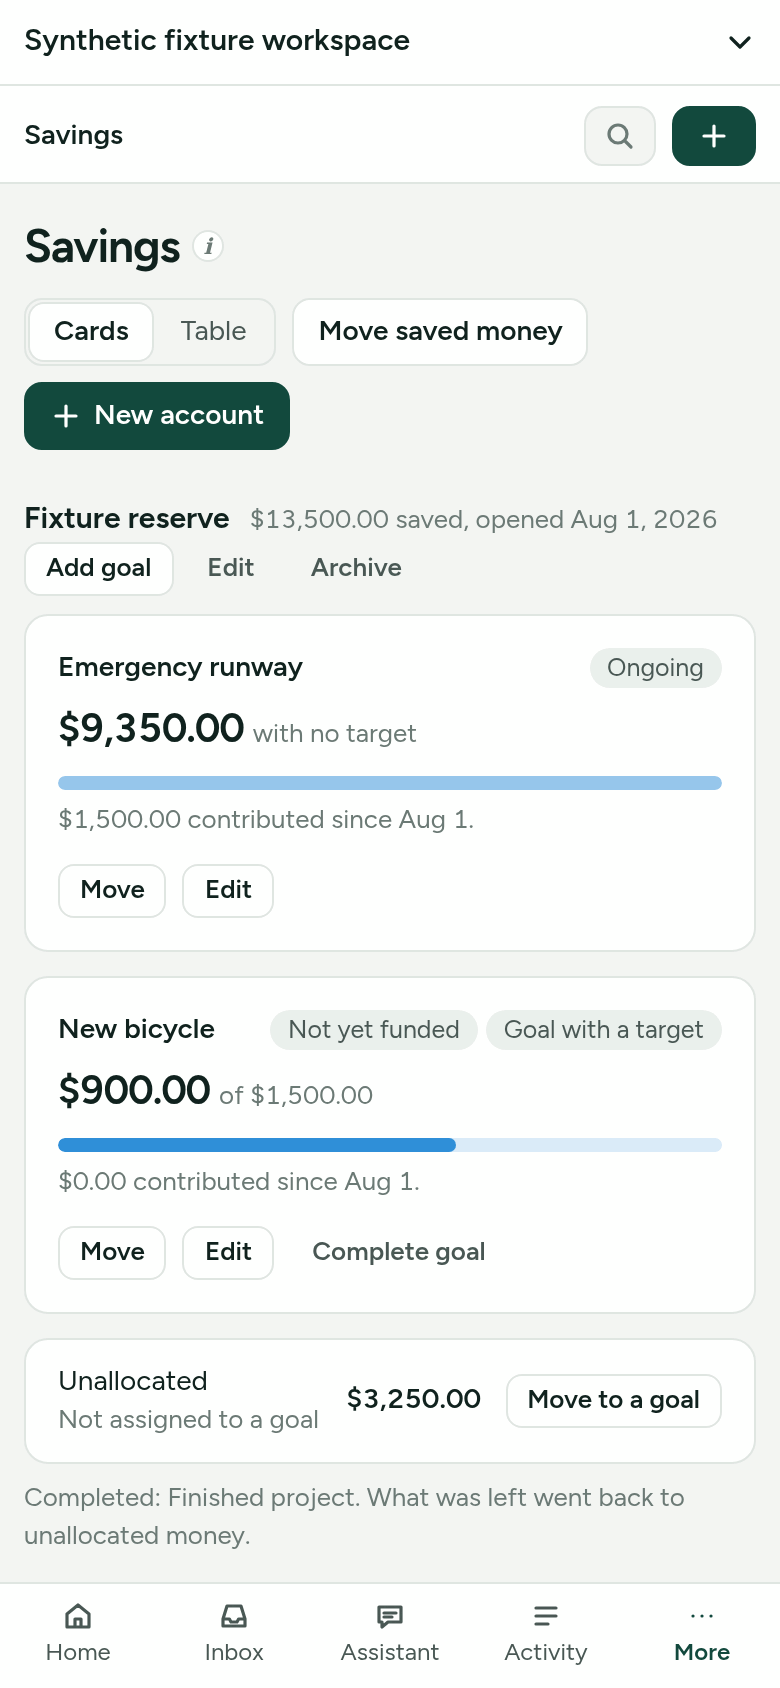 Synthetic fixture workspace
Savings
Savings i
Cards Table Move saved money
+ New account
Fixture reserve $13,500.00 saved, opened Aug 1, 2026
Add goal Edit Archive
Emergency runway Ongoing
$9,350.00 with no target
$1,500.00 contributed since Aug 1.
Move Edit
New bicycle Not yet funded Goal with a target
$900.00 of $1,500.00
$0.00 contributed since Aug 1.
Move Edit Complete goal
Unallocated
Not assigned to a goal
$3,250.00 Move to a goal
Completed: Finished project. What was left went back to
unallocated money.
Home Inbox Assistant Activity More